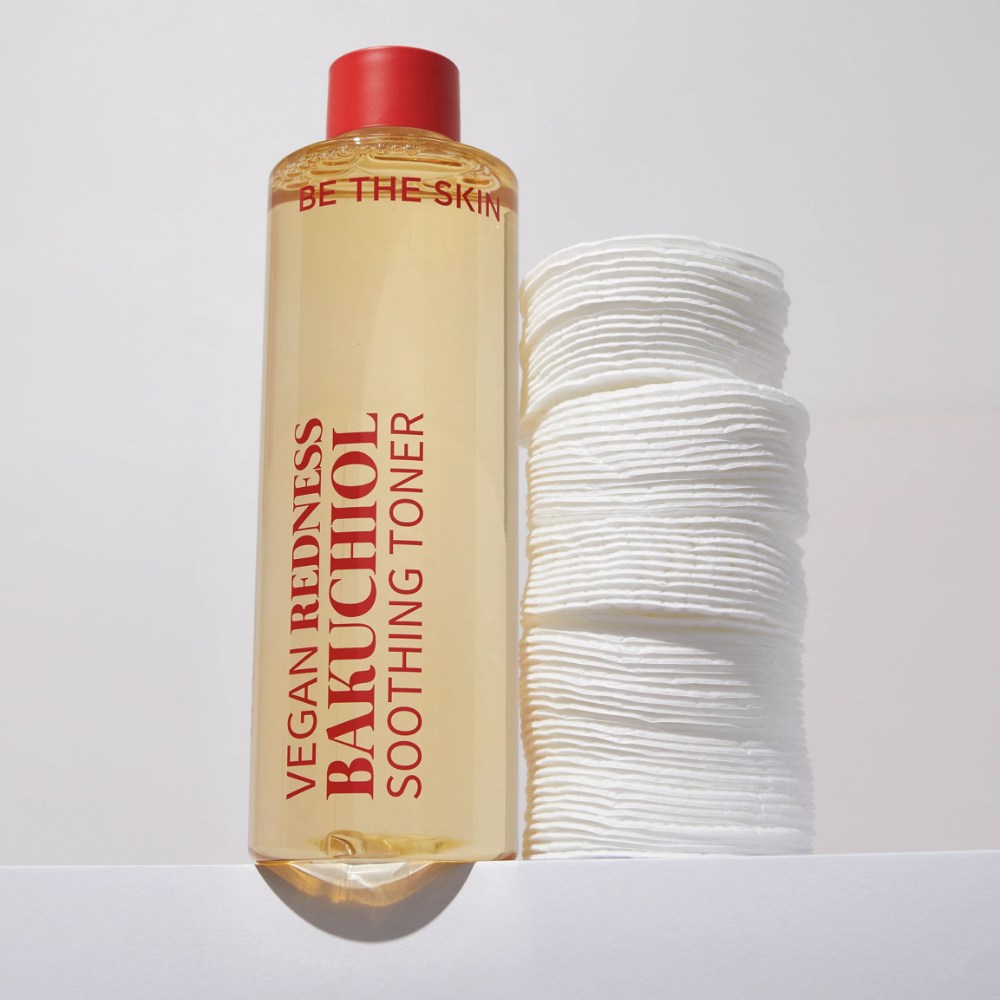 BE THE SKIN
VEGAN REDNESS
BAKUCHIOL
SOOTHING TONER